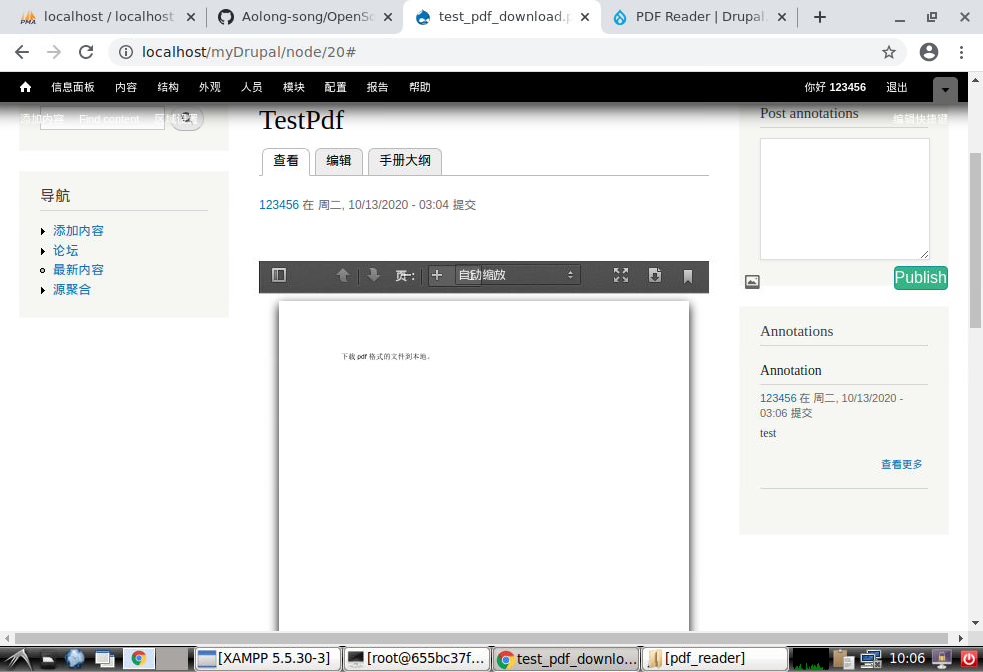 localhost / localhost
Aolong-song/OpenSc
test_pdf_download.p
PDF Reader | Drupal.
localhost/myDrupal/node/20#
信息面板 内容 结构 外观 人员 模块 配置 报告 帮助 你好 123456 退出
添加内容 Find content 区域设置 编辑快捷键
TestPdf
查看 编辑 手册大纲
123456 在 周二, 10/13/2020 - 03:04 提交
导航
添加内容
论坛
最新内容
源聚合
页: 自动缩放
下载 pdf 格式的文件到本地。
Post annotations
Publish
Annotations
Annotation
123456 在 周二, 10/13/2020 -
03:06 提交
test
查看更多
[XAMPP 5.5.30-3] [root@655bc37f... test_pdf_downlo... [pdf_reader] 10:06